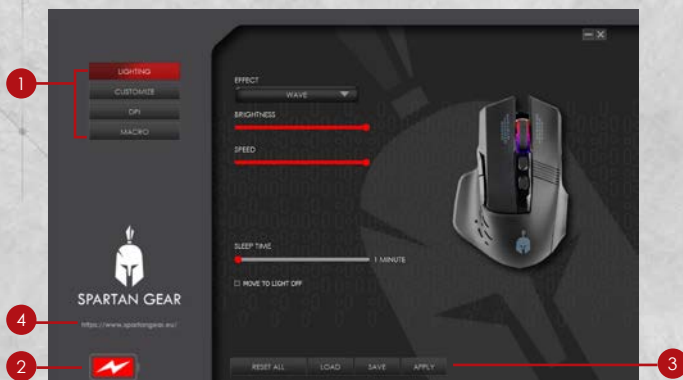 1
LIGHTING
CUSTOMIZE
DPI
MACRO
SPARTAN GEAR
4
https://www.spartangear.eu/
2
EFFECT
WAVE
BRIGHTNESS
SPEED
SLEEP TIME
1 MINUTE
MOVE TO LIGHT OFF
RESET ALL LOAD SAVE APPLY
3